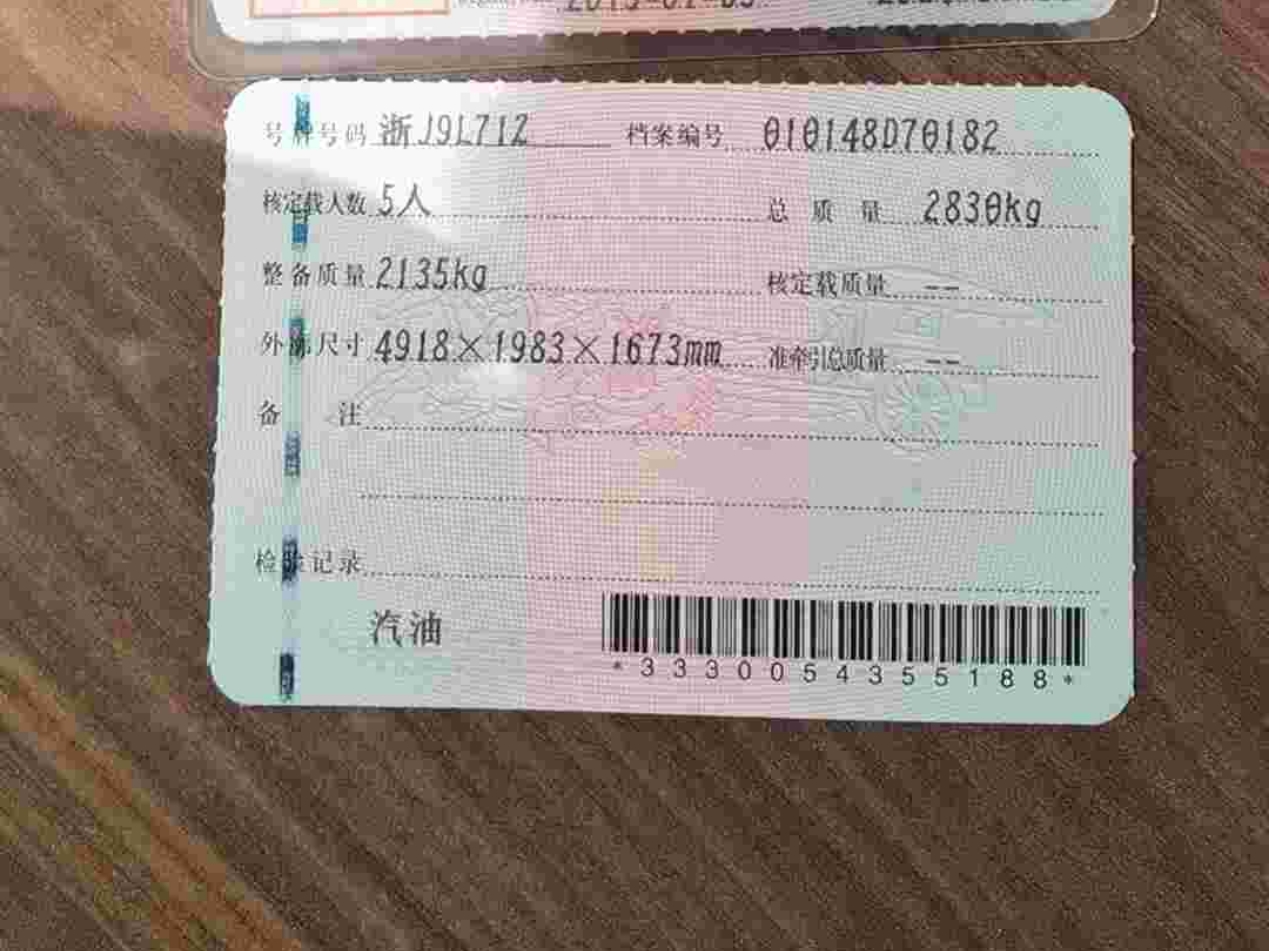 号牌号码 浙J9L71Z 档案编号 010148D70182
核定载人数 5人 总质量 2830kg
整备质量 2135kg 核定载质量 --
外廓尺寸 4918×1983×1673mm 准牵引总质量 --
备注
检验记录
汽油
*3330054355188*